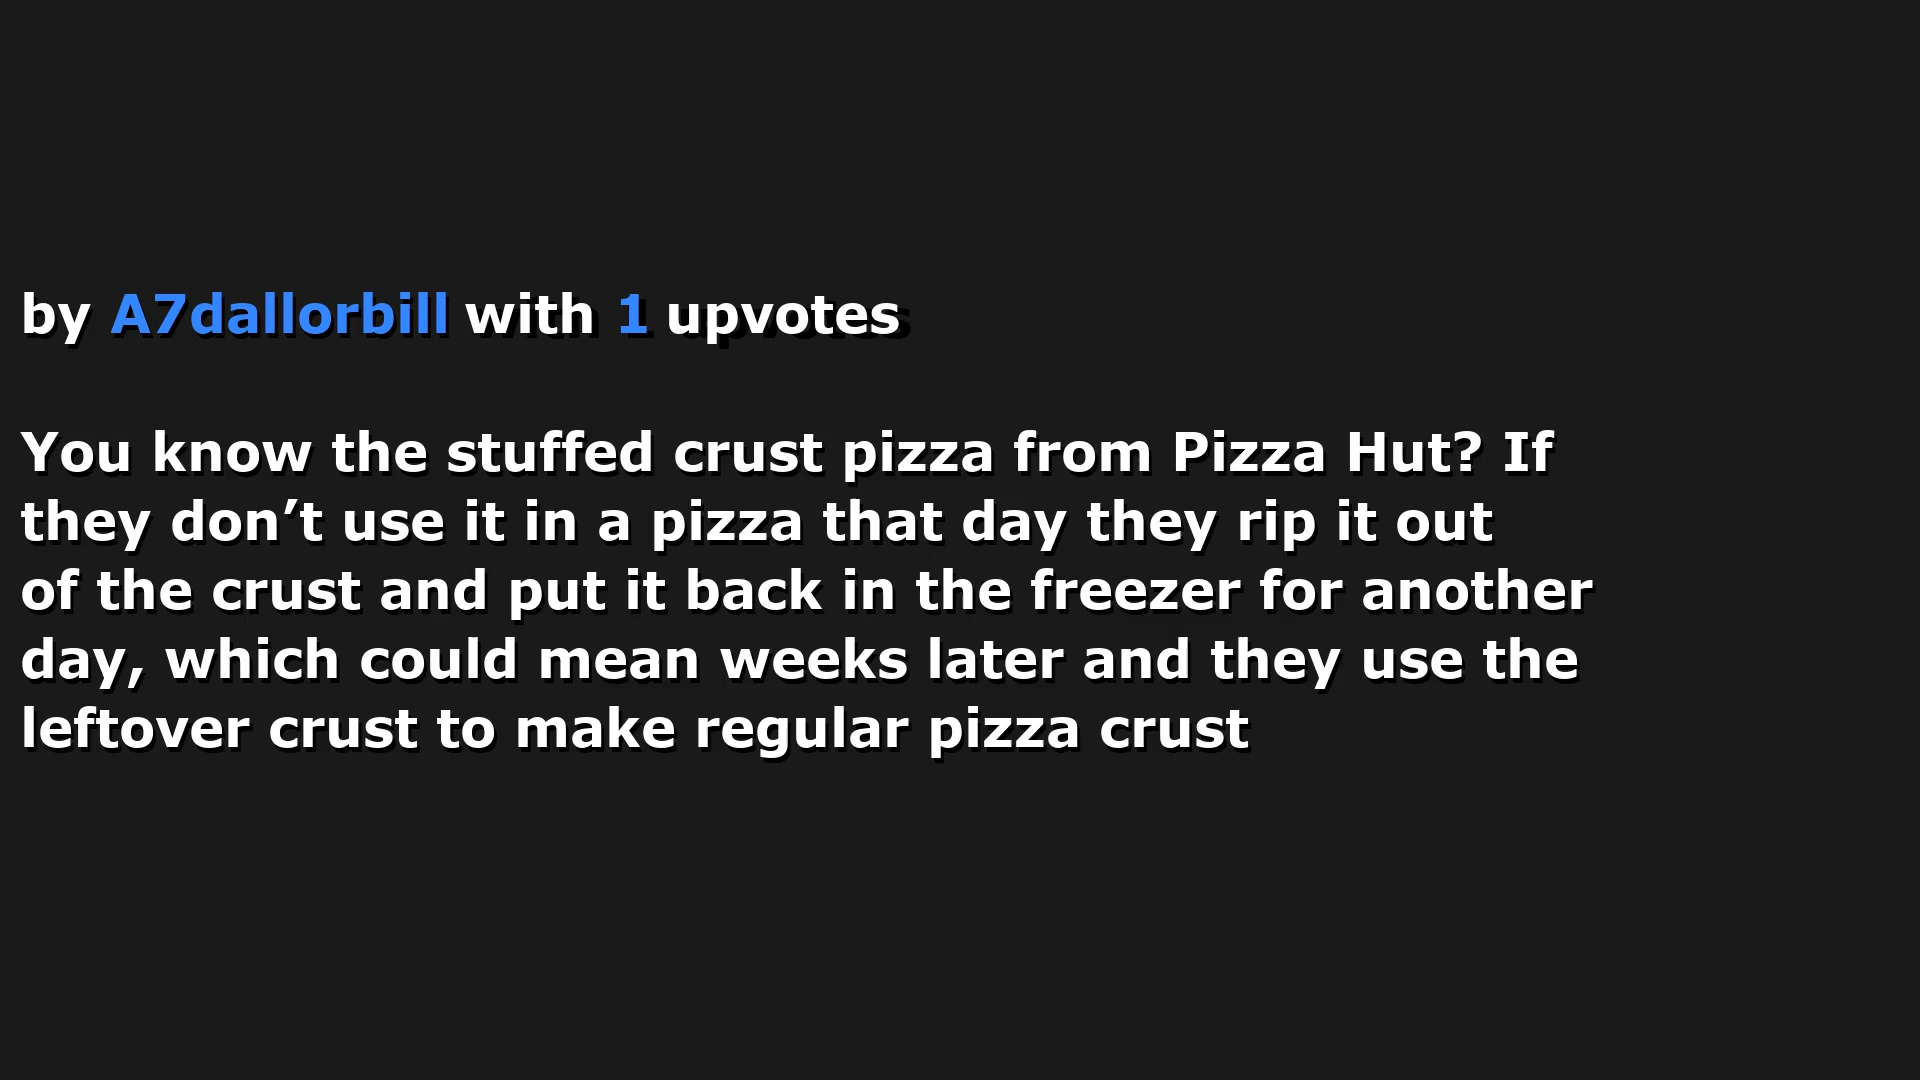 by A7dallorbill with 1 upvotes
You know the stuffed crust pizza from Pizza Hut? If
they don’t use it in a pizza that day they rip it out
of the crust and put it back in the freezer for another
day, which could mean weeks later and they use the
leftover crust to make regular pizza crust